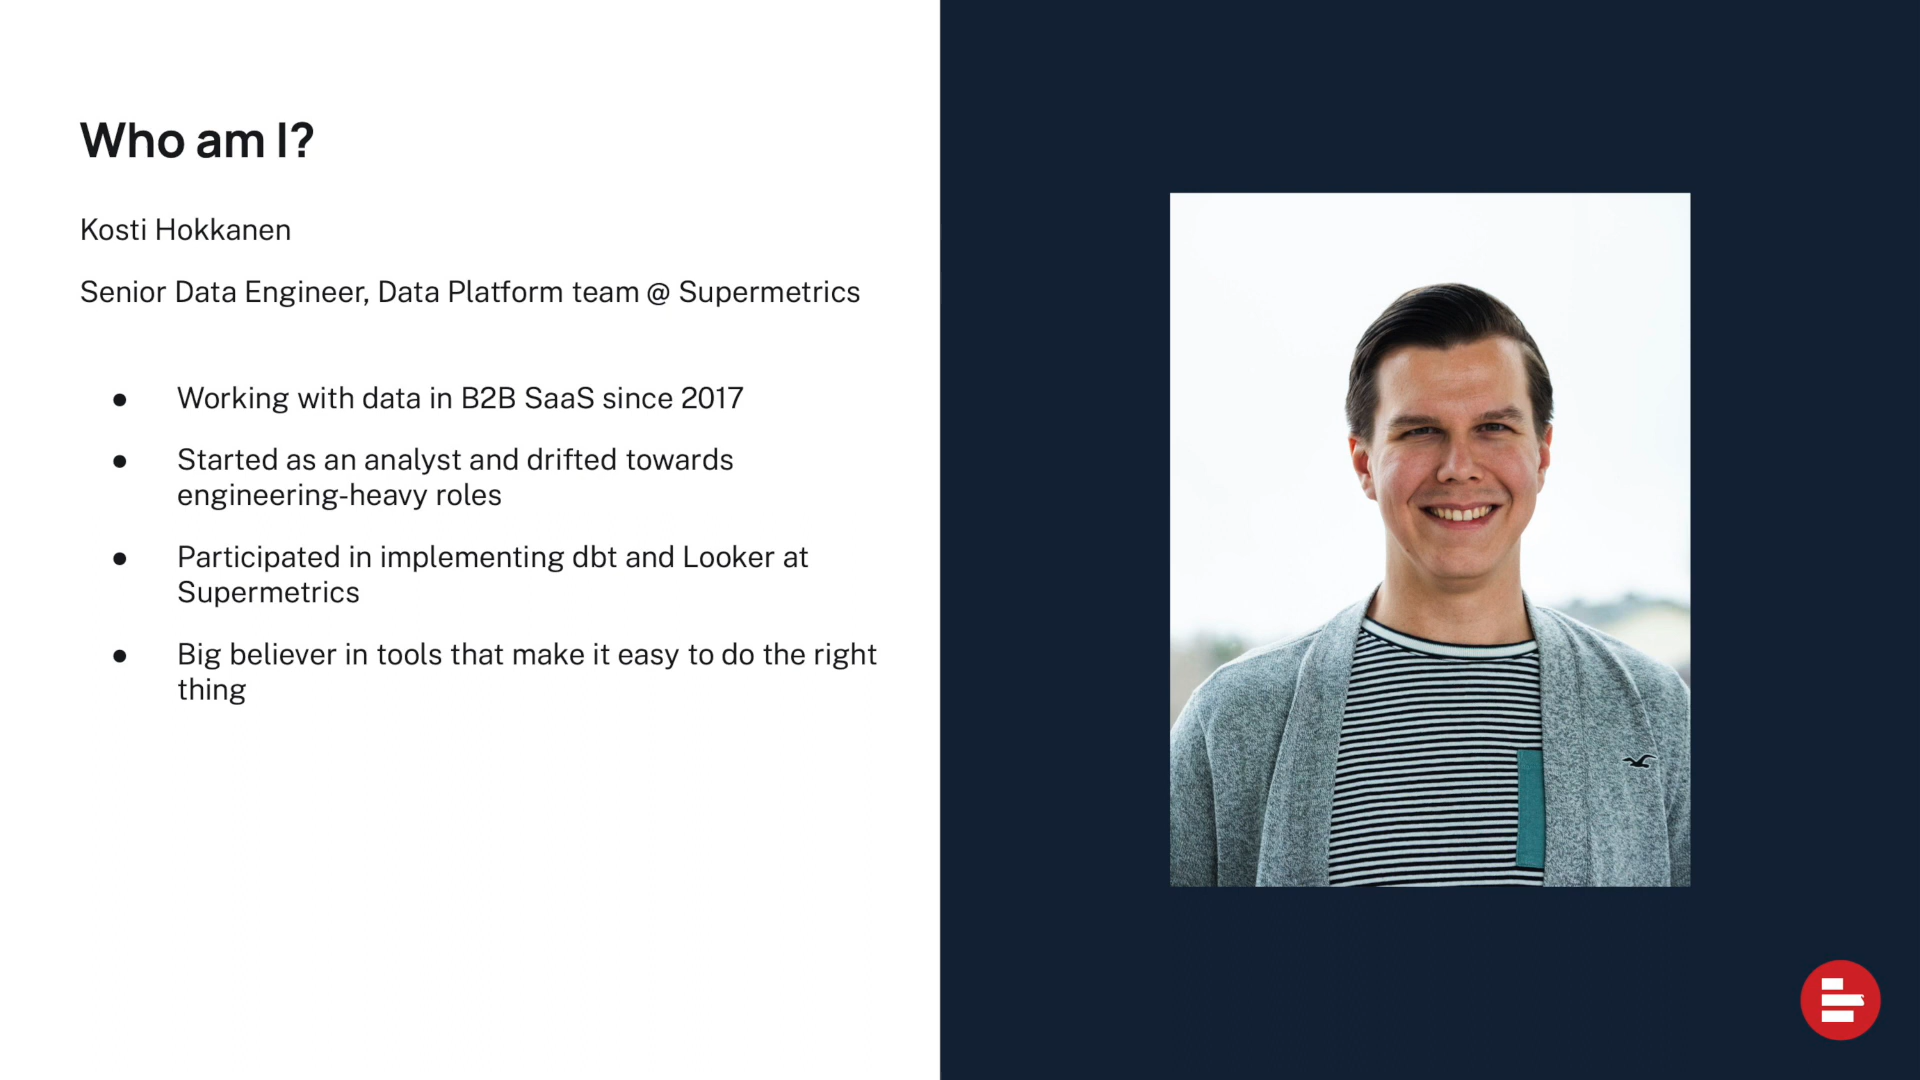 Who am I?
Kosti Hokkanen
Senior Data Engineer, Data Platform team @ Supermetrics
● Working with data in B2B SaaS since 2017
● Started as an analyst and drifted towards
engineering-heavy roles
● Participated in implementing dbt and Looker at
Supermetrics
● Big believer in tools that make it easy to do the right
thing